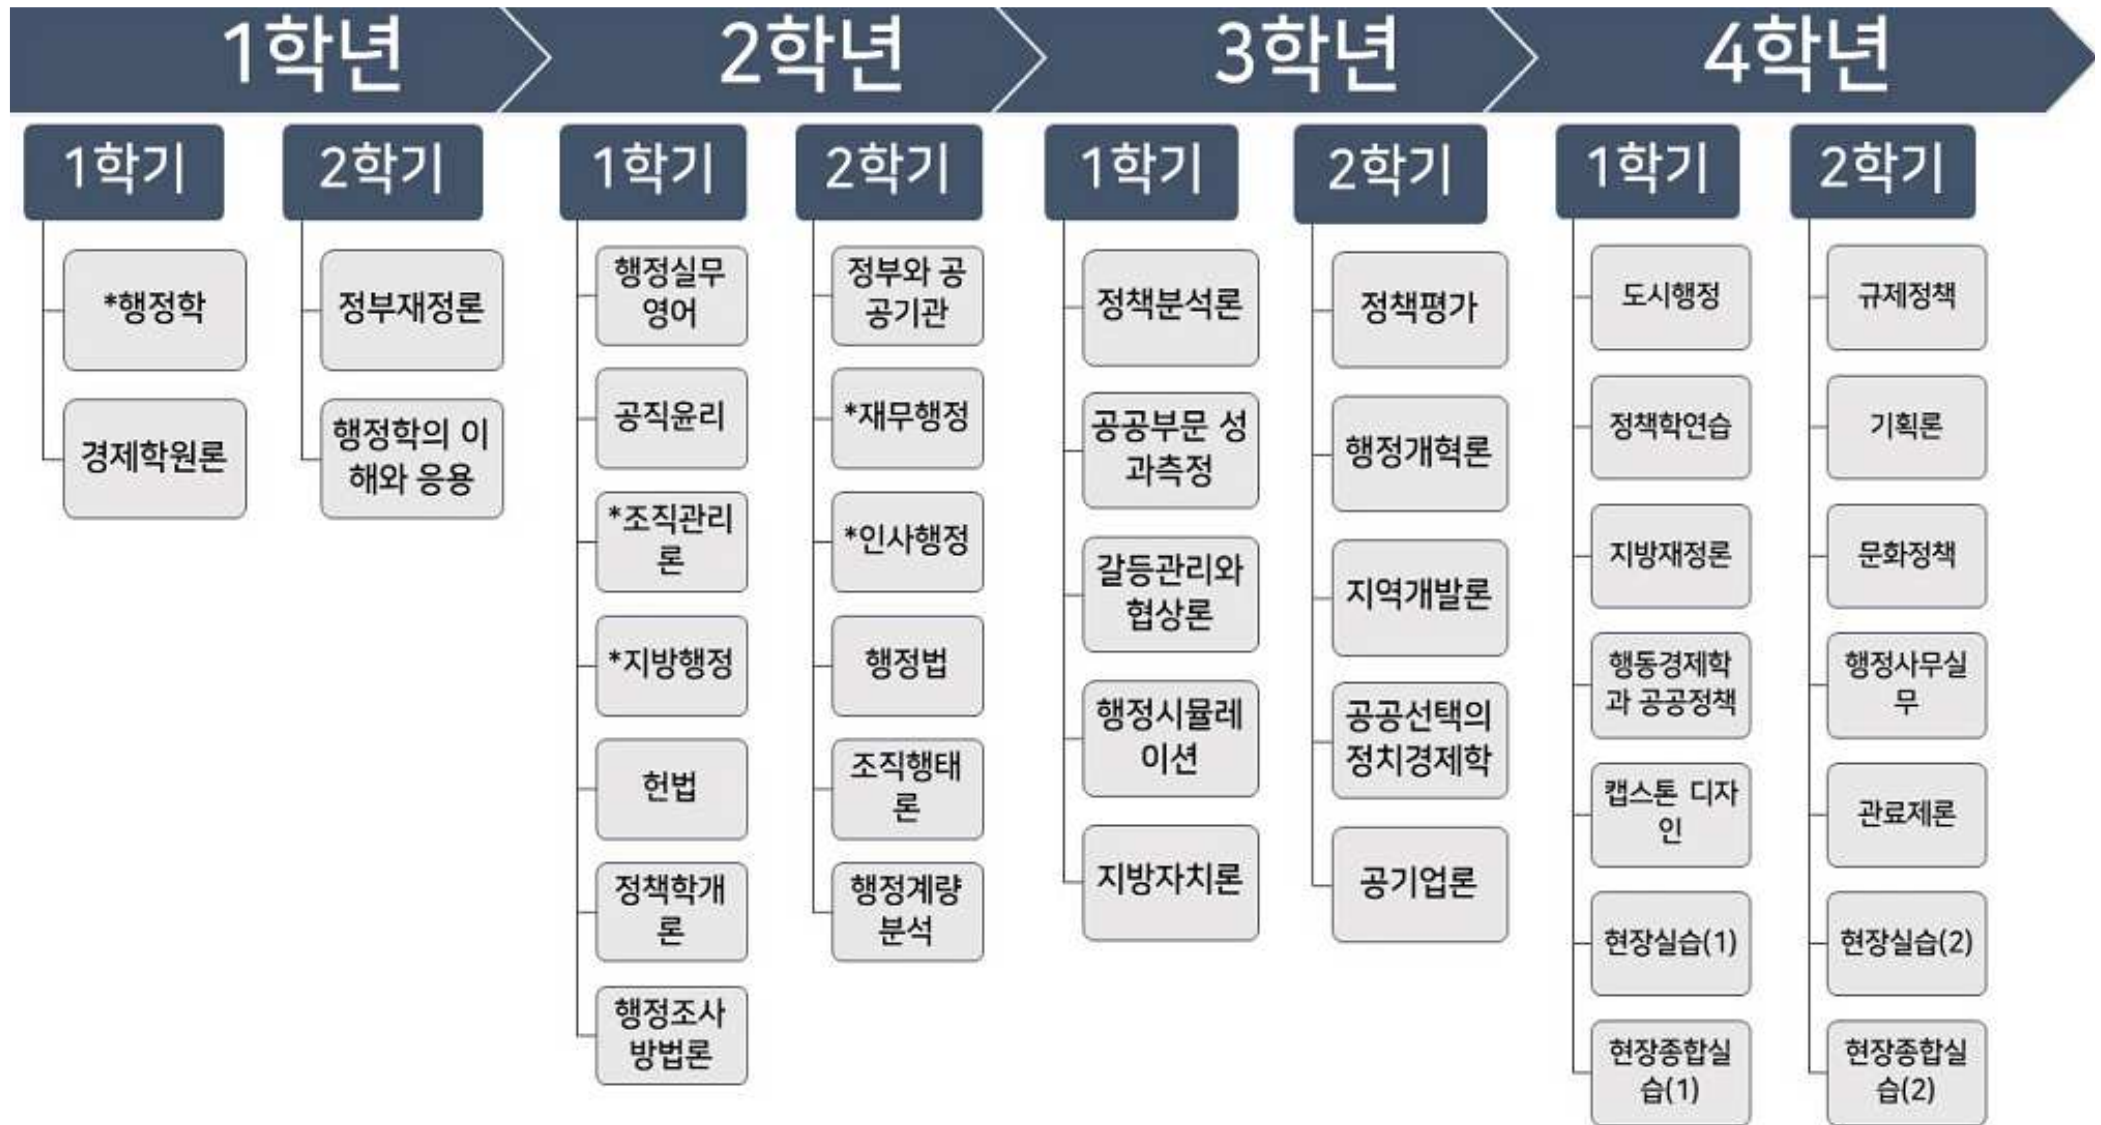 1학년
2학년
3학년
4학년
1학기
2학기
1학기
2학기
1학기
2학기
1학기
2학기
*행정학
경제학원론
정부재정론
행정학의 이
해와 응용
행정실무
영어
공직윤리
*조직관리
론
*지방행정
헌법
정책학개
론
행정조사
방법론
정부와 공
공기관
*재무행정
*인사행정
행정법
조직행태
론
행정계량
분석
정책분석론
공공부문 성
과측정
갈등관리와
협상론
행정시뮬레
이션
지방자치론
정책평가
행정개혁론
지역개발론
공공선택의
정치경제학
공기업론
도시행정
정책학연습
지방재정론
행동경제학
과 공공정책
캡스톤 디자
인
현장실습(1)
현장종합실
습(1)
규제정책
기획론
문화정책
행정사무실
무
관료제론
현장실습(2)
현장종합실
습(2)